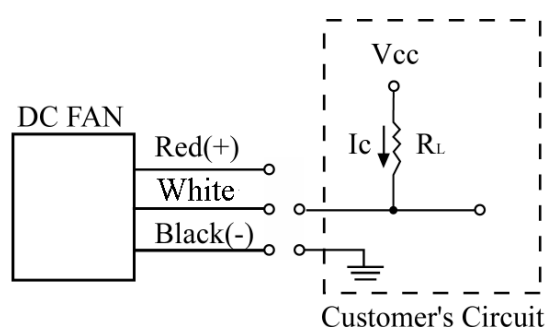 Vcc
DC FAN
Red(+)
Ic
RL
White
Black(-)
Customer's Circuit